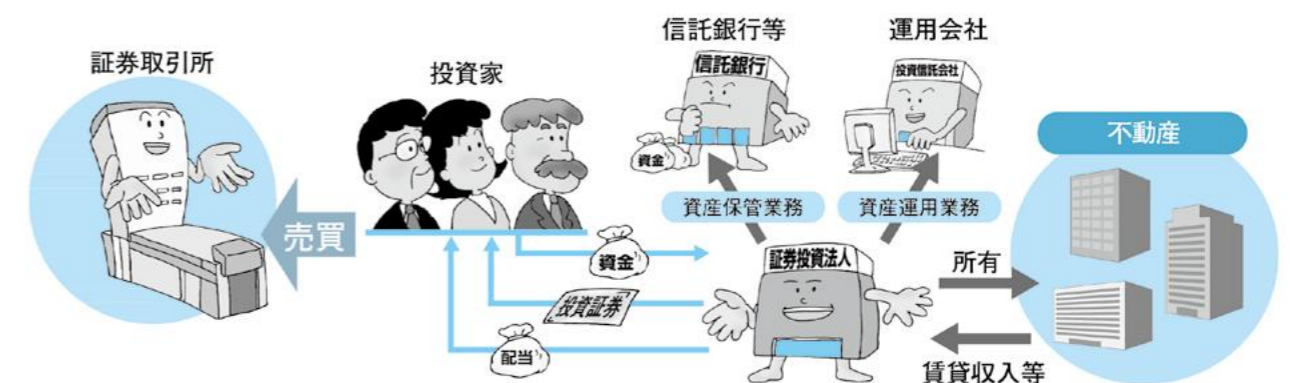 証券取引所
投資家
信託銀行等
運用会社
信託銀行
投資信託会社
不動産
資金
資産保管業務
資産運用業務
売買
資金
証券投資法人
所有
投資証券
配当
賃貸収入等